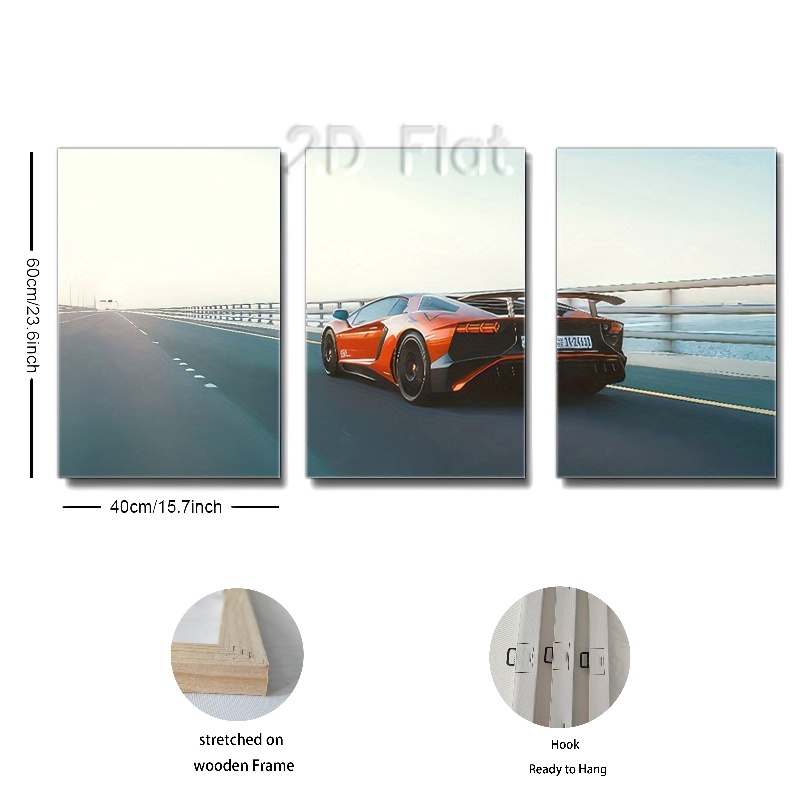 2D Flat
60cm/23.6inch
40cm/15.7inch
stretched on
wooden Frame
Hook
Ready to Hang